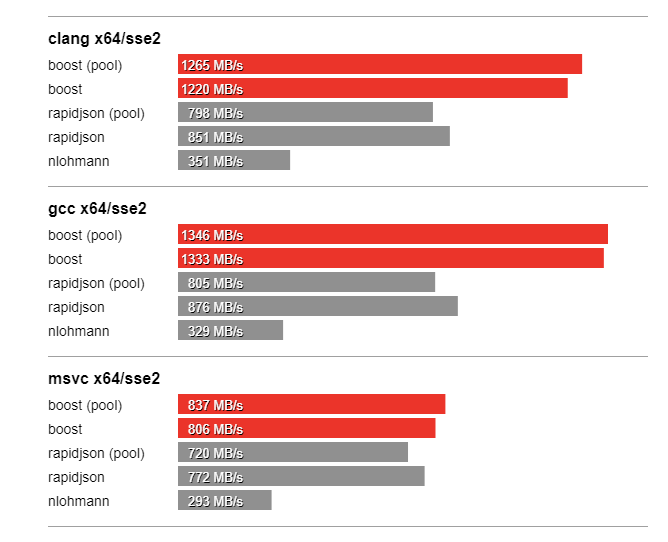 clang x64/sse2
boost (pool) 1265 MB/s
boost 1220 MB/s
rapidjson (pool) 798 MB/s
rapidjson 851 MB/s
nlohmann 351 MB/s
gcc x64/sse2
boost (pool) 1346 MB/s
boost 1333 MB/s
rapidjson (pool) 805 MB/s
rapidjson 876 MB/s
nlohmann 329 MB/s
msvc x64/sse2
boost (pool) 837 MB/s
boost 806 MB/s
rapidjson (pool) 720 MB/s
rapidjson 772 MB/s
nlohmann 293 MB/s